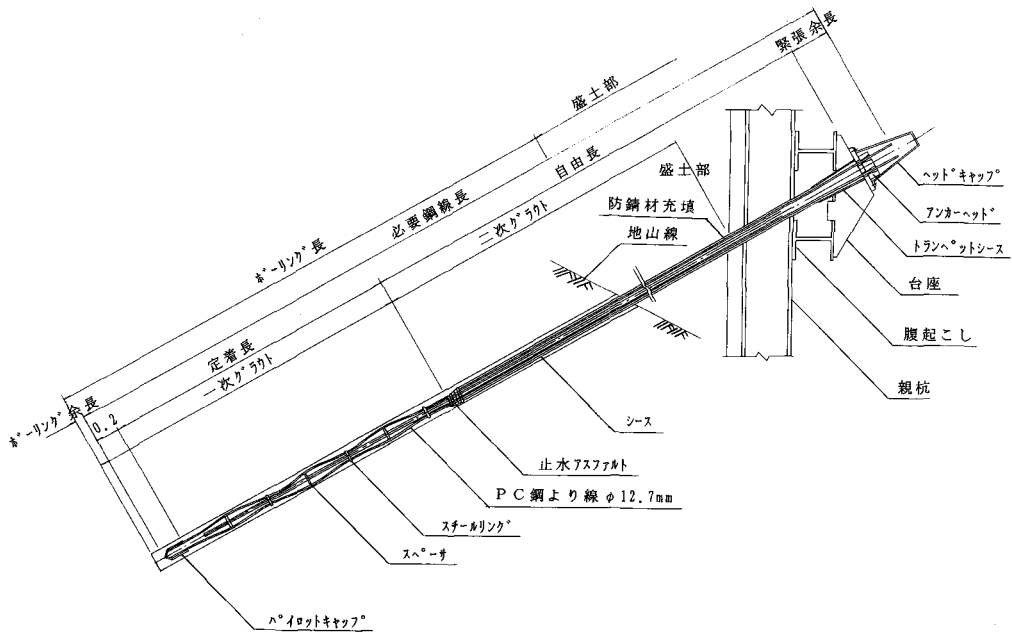 緊張余長
盛土部
自由長
必要鋼線長
ﾎﾞｰﾘﾝｸﾞ長
盛土部
二次ｸﾞﾗｳﾄ
定着長
一次ｸﾞﾗｳﾄ
ﾎﾞｰﾘﾝｸﾞ余長
0.2
防錆材充填
地山線
ﾍｯﾄﾞｷｬｯﾌﾟ
ｱﾝｶｰﾍｯﾄﾞ
ﾄﾗﾝﾍﾟｯﾄｼｰｽ
台座
腹起こし
親杭
ｼｰｽ
止水ｱｽﾌｧﾙﾄ
PC鋼より線φ12.7mm
ｽﾁｰﾙﾘﾝｸﾞ
ｽﾍﾟｰｻ
ﾊﾟｲﾛｯﾄｷｬｯﾌﾟ